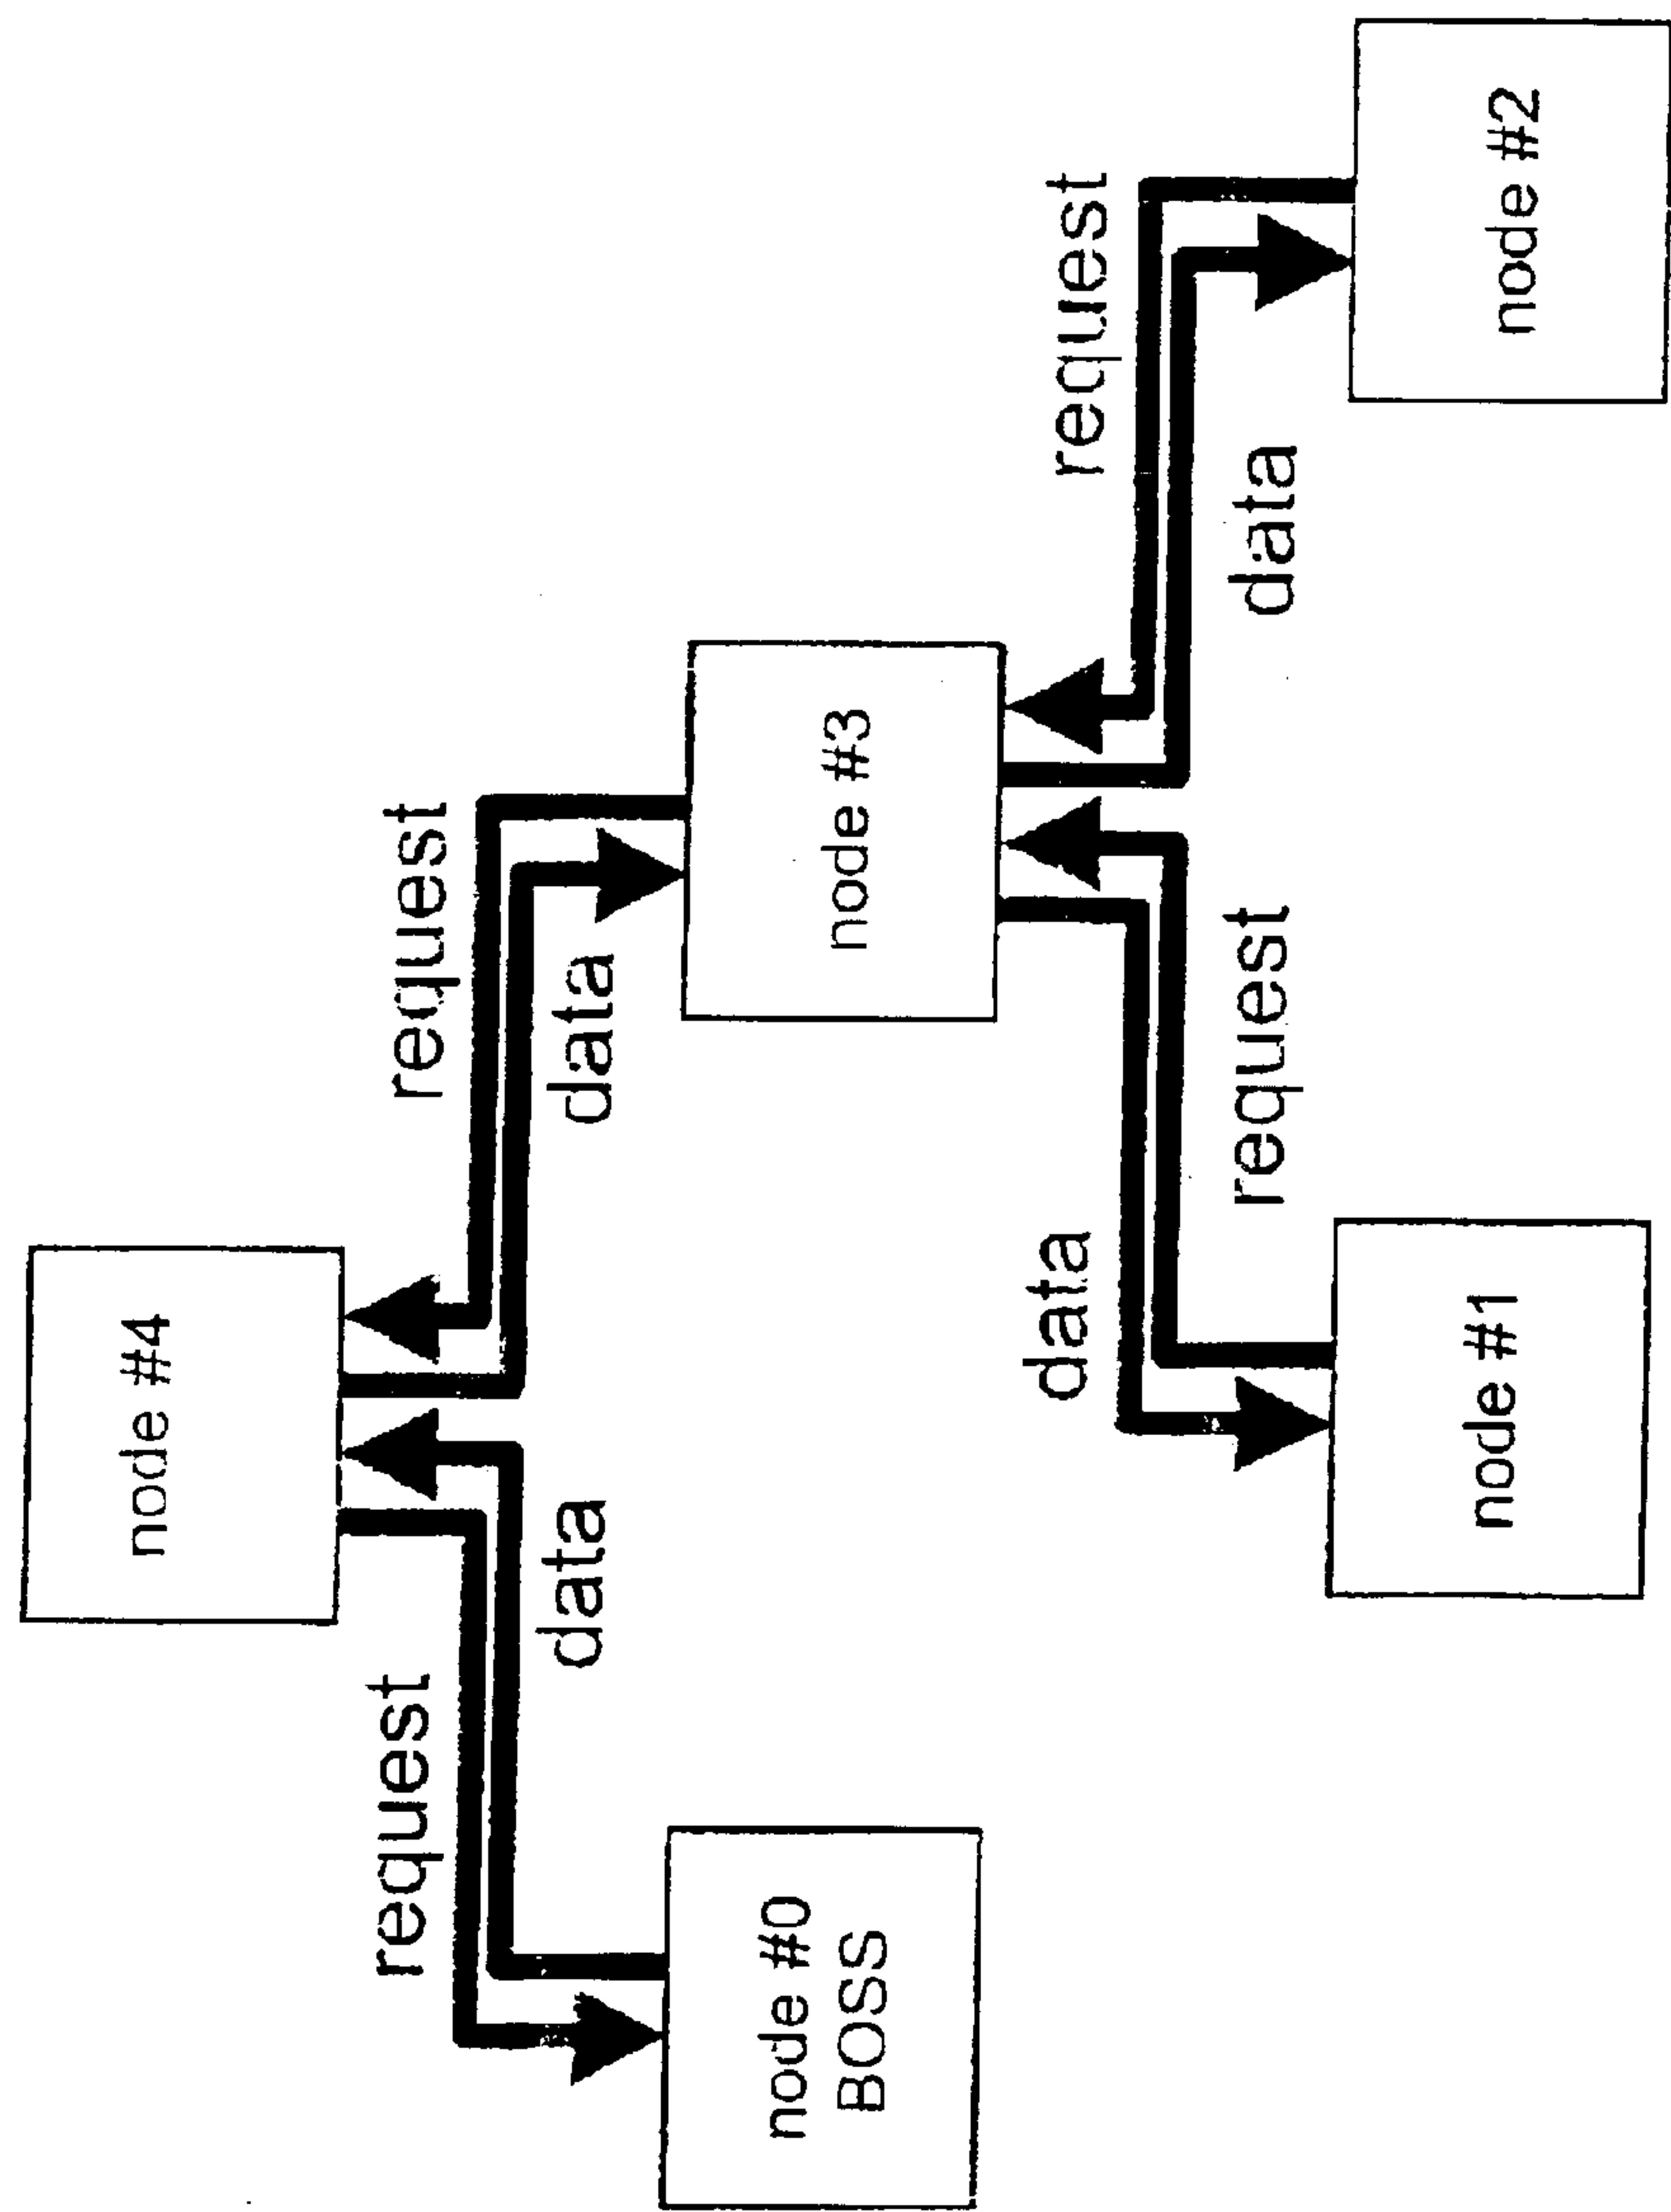 node #4
request
data
request
data
node #0
BOSS
node #3
data
request
request
data
node #1
node #2